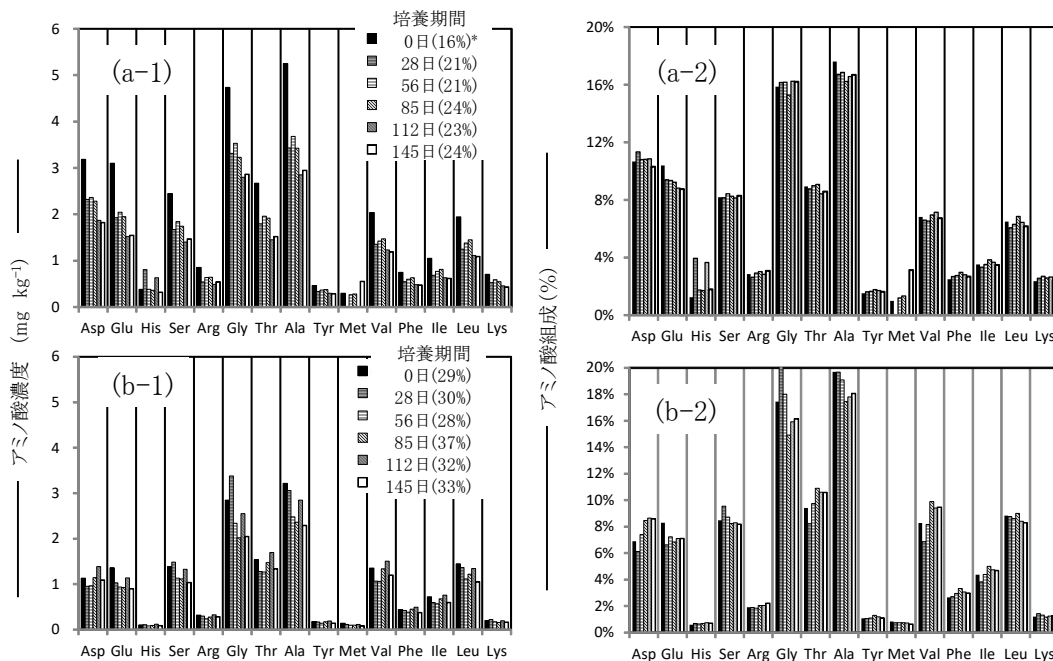 アミノ酸濃度 (mg kg⁻¹)
6
5
4
3
2
1
0
(a-1)
培養期間
0日(16%)*
28日(21%)
56日(21%)
85日(24%)
112日(23%)
145日(24%)
Asp Glu His Ser Arg Gly Thr Ala Tyr Met Val Phe Ile Leu Lys
アミノ酸組成(%)
20%
16%
12%
8%
4%
0%
(a-2)
Asp Glu His Ser Arg Gly Thr Ala Tyr Met Val Phe Ile Leu Lys
6
5
4
3
2
1
0
(b-1)
培養期間
0日(29%)
28日(30%)
56日(28%)
85日(37%)
112日(32%)
145日(33%)
Asp Glu His Ser Arg Gly Thr Ala Tyr Met Val Phe Ile Leu Lys
20%
18%
16%
14%
12%
10%
8%
6%
4%
2%
0%
(b-2)
Asp Glu His Ser Arg Gly Thr Ala Tyr Met Val Phe Ile Leu Lys